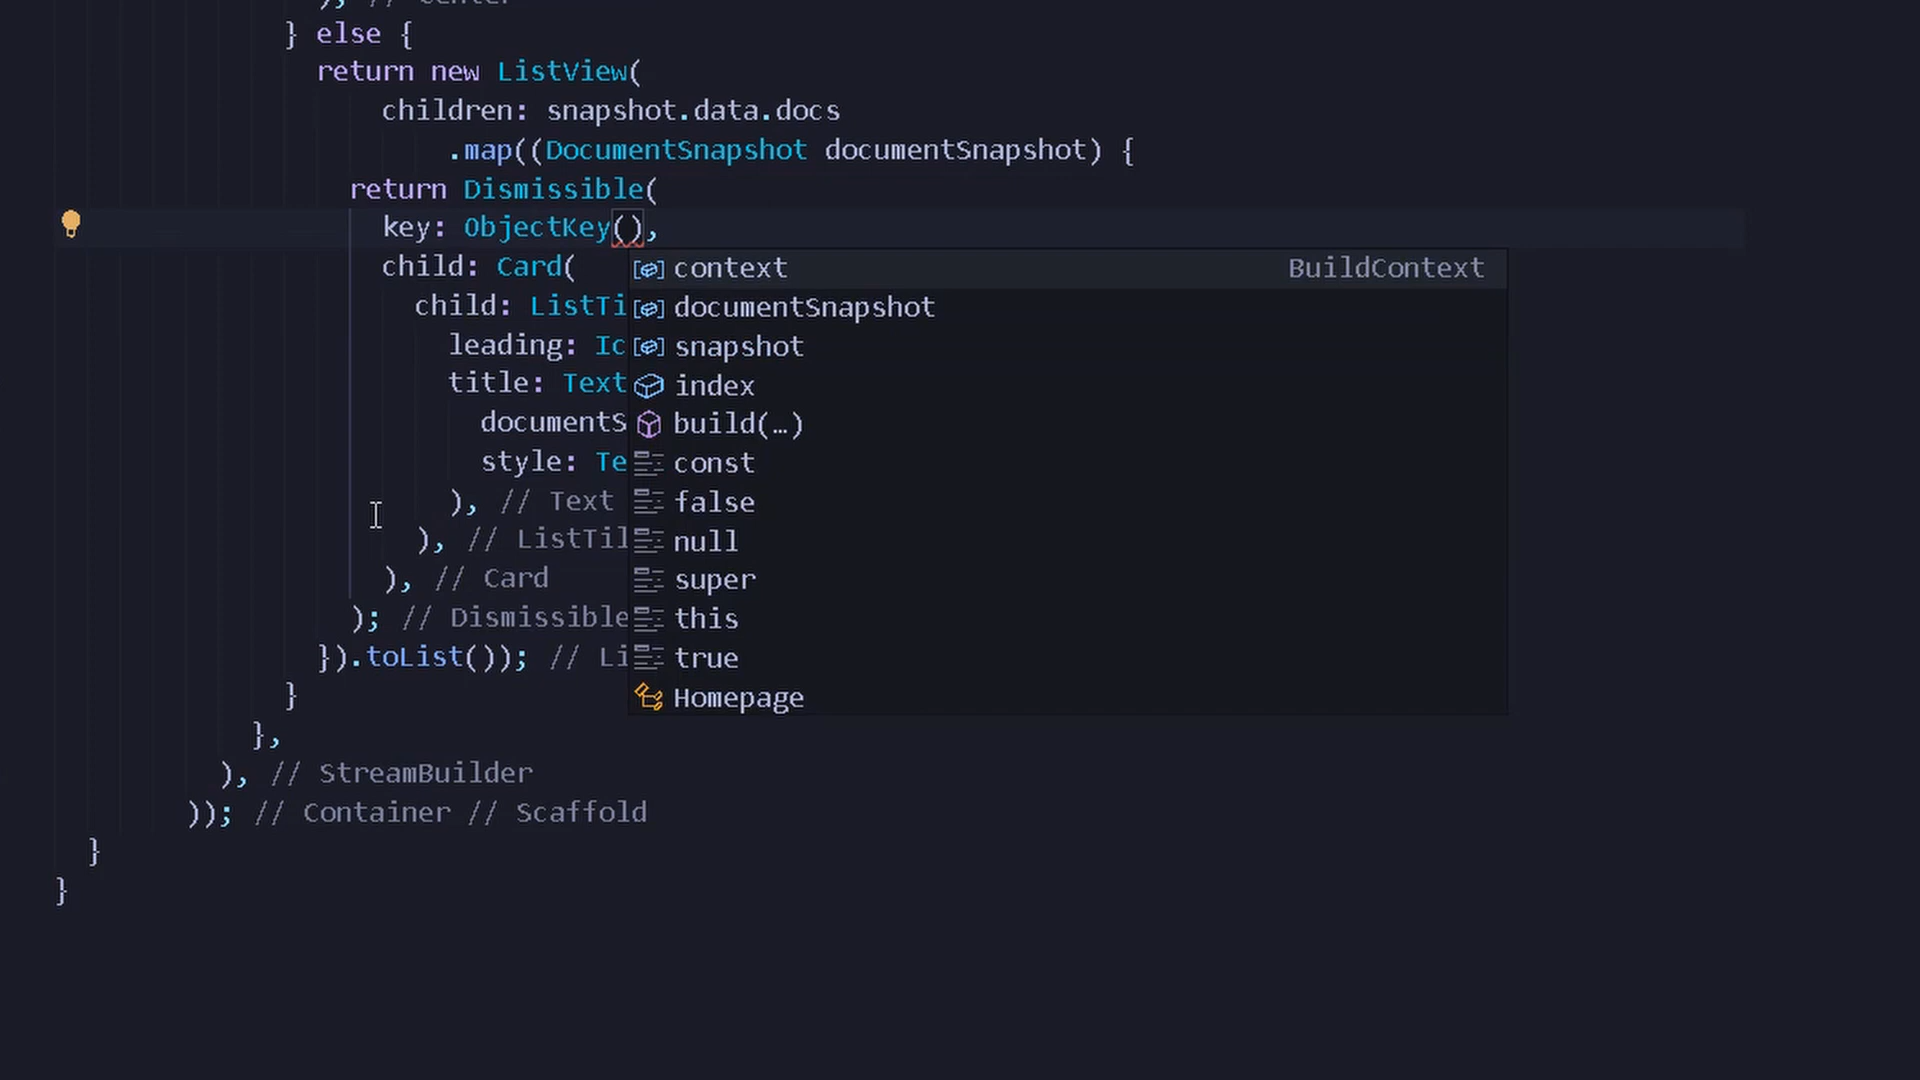 } else {
return new ListView(
children: snapshot.data.docs
.map((DocumentSnapshot documentSnapshot) {
return Dismissible(
key: ObjectKey(),
child: Card(
context BuildContext
child: ListTi
documentSnapshot
leading: Ic
snapshot
title: Text
index
documentS
build(…)
style: Te
const
), // Text
false
), // ListTil
null
), // Card
super
); // Dismissible
this
}).toList()); // Li
true
}
Homepage
},
), // StreamBuilder
)); // Container // Scaffold
}
}